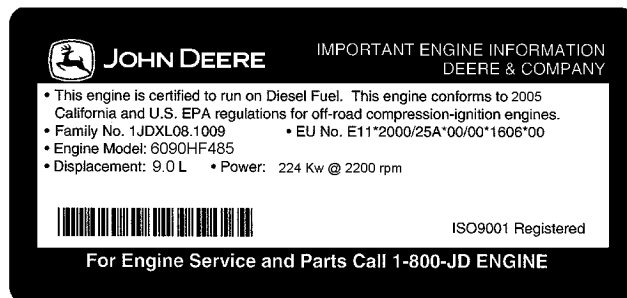 JOHN DEERE
IMPORTANT ENGINE INFORMATION
DEERE & COMPANY
• This engine is certified to run on Diesel Fuel. This engine conforms to 2005
California and U.S. EPA regulations for off-road compression-ignition engines.
• Family No. 1JDXL08.1009 • EU No. E11*2000/25A*00/00*1606*00
• Engine Model: 6090HF485
• Displacement: 9.0 L • Power: 224 Kw @ 2200 rpm
ISO9001 Registered
For Engine Service and Parts Call 1-800-JD ENGINE